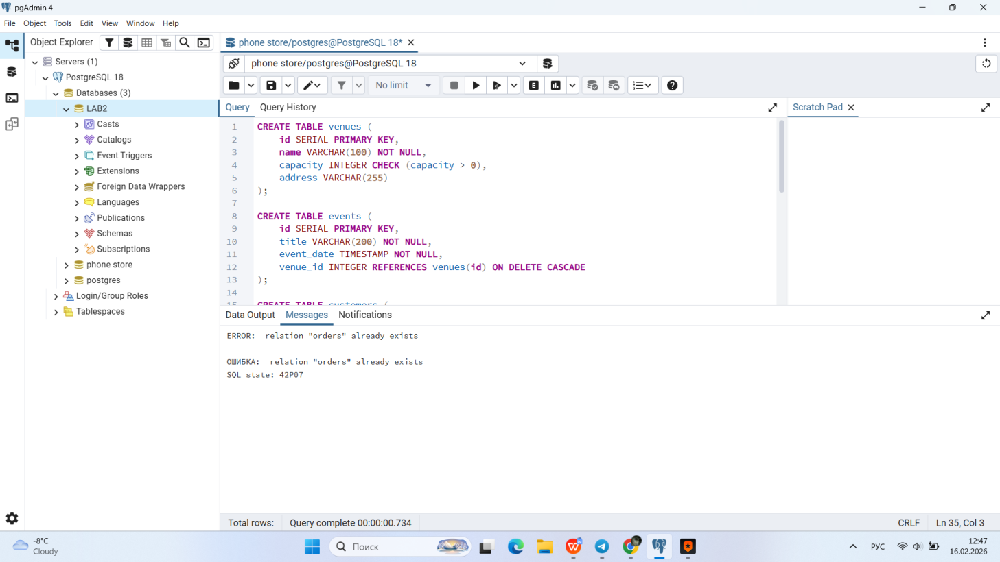 pgAdmin 4
File Object Tools Edit View Window Help
Object Explorer
phone store/postgres@PostgreSQL 18*
Servers (1)
PostgreSQL 18
Databases (3)
LAB2
Casts
Catalogs
Event Triggers
Extensions
Foreign Data Wrappers
Languages
Publications
Schemas
Subscriptions
phone store
postgres
Login/Group Roles
Tablespaces
phone store/postgres@PostgreSQL 18
No limit
E
Query Query History
Scratch Pad
1 CREATE TABLE venues (
2 id SERIAL PRIMARY KEY,
3 name VARCHAR(100) NOT NULL,
4 capacity INTEGER CHECK (capacity > 0),
5 address VARCHAR(255)
6 );
7
8 CREATE TABLE events (
9 id SERIAL PRIMARY KEY,
10 title VARCHAR(200) NOT NULL,
11 event_date TIMESTAMP NOT NULL,
12 venue_id INTEGER REFERENCES venues(id) ON DELETE CASCADE
13 );
14
15 CREATE TABLE customers (
Data Output Messages Notifications
ERROR: relation "orders" already exists
ОШИБКА: relation "orders" already exists
SQL state: 42P07
Total rows: Query complete 00:00:00.734
CRLF Ln 35, Col 3
-8°C
Cloudy
Поиск
РУС
12:47
16.02.2026